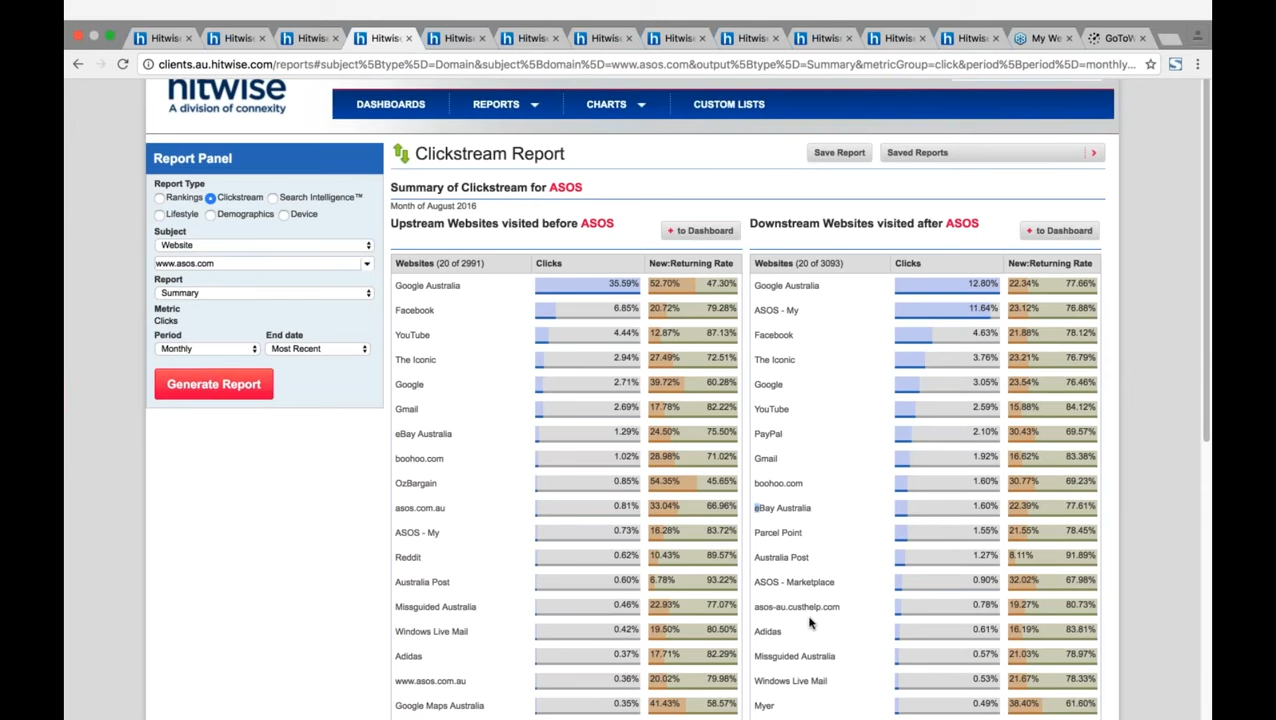 Hitwise
Hitwise
Hitwise
Hitwise
Hitwise
Hitwise
Hitwise
Hitwise
Hitwise
Hitwise
Hitwise
Hitwise
My We
GoToW
clients.au.hitwise.com/reports#subject%5Btype%5D=Domain&subject%5Bdomain%5D=www.asos.com&output%5Btype%5D=Summary&metricGroup=click&period%5Bperiod%5D=monthly...
hitwise
A division of connexity
DASHBOARDS REPORTS CHARTS CUSTOM LISTS
Report Panel
Report Type
Rankings Clickstream Search Intelligence™
Lifestyle Demographics Device
Subject
Website
www.asos.com
Report
Summary
Metric
Clicks
Period End date
Monthly Most Recent
Generate Report
Clickstream Report
Save Report Saved Reports
Summary of Clickstream for ASOS
Month of August 2016
Upstream Websites visited before ASOS
+ to Dashboard
Websites (20 of 2991) Clicks New:Returning Rate
Google Australia 35.59% 52.70% 47.30%
Facebook 6.85% 20.72% 79.28%
YouTube 4.44% 12.87% 87.13%
The Iconic 2.94% 27.49% 72.51%
Google 2.71% 39.72% 60.28%
Gmail 2.69% 17.78% 82.22%
eBay Australia 1.29% 24.50% 75.50%
boohoo.com 1.02% 28.98% 71.02%
OzBargain 0.85% 54.35% 45.65%
asos.com.au 0.81% 33.04% 66.96%
ASOS - My 0.73% 16.28% 83.72%
Reddit 0.62% 10.43% 89.57%
Australia Post 0.60% 6.78% 93.22%
Missguided Australia 0.46% 22.93% 77.07%
Windows Live Mail 0.42% 19.50% 80.50%
Adidas 0.37% 17.71% 82.29%
www.asos.com.au 0.36% 20.02% 79.98%
Google Maps Australia 0.35% 41.43% 58.57%
Downstream Websites visited after ASOS
+ to Dashboard
Websites (20 of 3093) Clicks New:Returning Rate
Google Australia 12.80% 22.34% 77.66%
ASOS - My 11.64% 23.12% 76.88%
Facebook 4.63% 21.88% 78.12%
The Iconic 3.76% 23.21% 76.79%
Google 3.05% 23.54% 76.46%
YouTube 2.59% 15.88% 84.12%
PayPal 2.10% 30.43% 69.57%
Gmail 1.92% 16.62% 83.38%
boohoo.com 1.60% 30.77% 69.23%
eBay Australia 1.60% 22.39% 77.61%
Parcel Point 1.55% 21.55% 78.45%
Australia Post 1.27% 8.11% 91.89%
ASOS - Marketplace 0.90% 32.02% 67.98%
asos-au.custhelp.com 0.78% 19.27% 80.73%
Adidas 0.61% 16.19% 83.81%
Missguided Australia 0.57% 21.03% 78.97%
Windows Live Mail 0.53% 21.67% 78.33%
Myer 0.49% 38.40% 61.60%